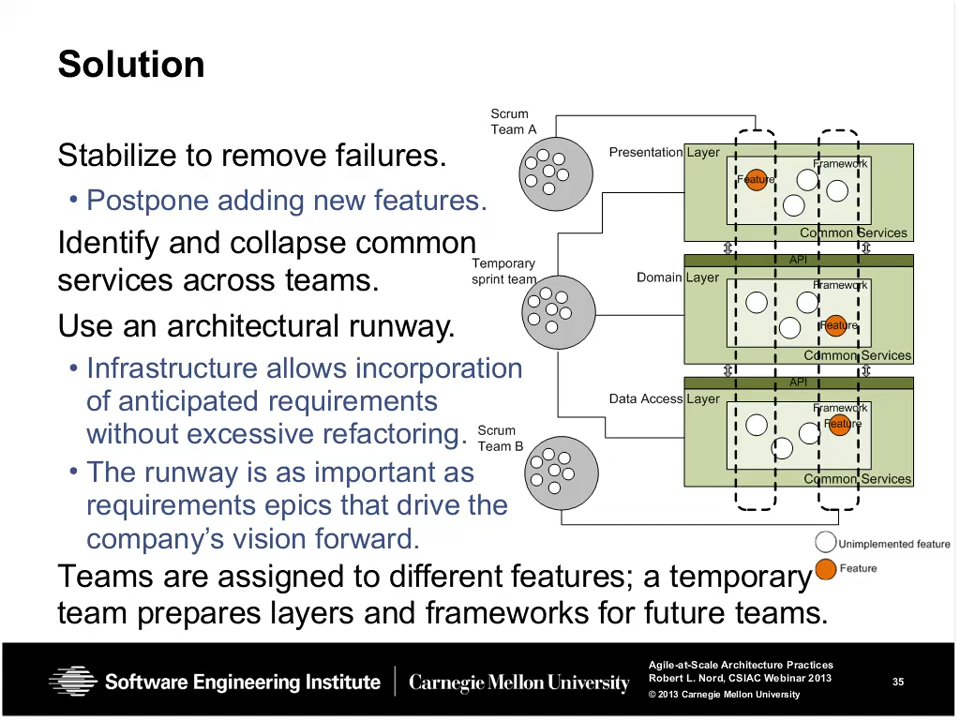 Solution
Stabilize to remove failures.
• Postpone adding new features.
Identify and collapse common
services across teams.
Use an architectural runway.
• Infrastructure allows incorporation
of anticipated requirements
without excessive refactoring.
• The runway is as important as
requirements epics that drive the
company's vision forward.
Teams are assigned to different features; a temporary
team prepares layers and frameworks for future teams.
Scrum
Team A
Temporary
sprint team
Scrum
Team B
Presentation Layer
Framework
Feature
Common Services
API
Domain Layer
Framework
Feature
Common Services
API
Data Access Layer
Framework
Feature
Common Services
Unimplemented feature
Feature
Software Engineering Institute
Carnegie Mellon University
Agile-at-Scale Architecture Practices
Robert L. Nord, CSIAC Webinar 2013
© 2013 Carnegie Mellon University
35